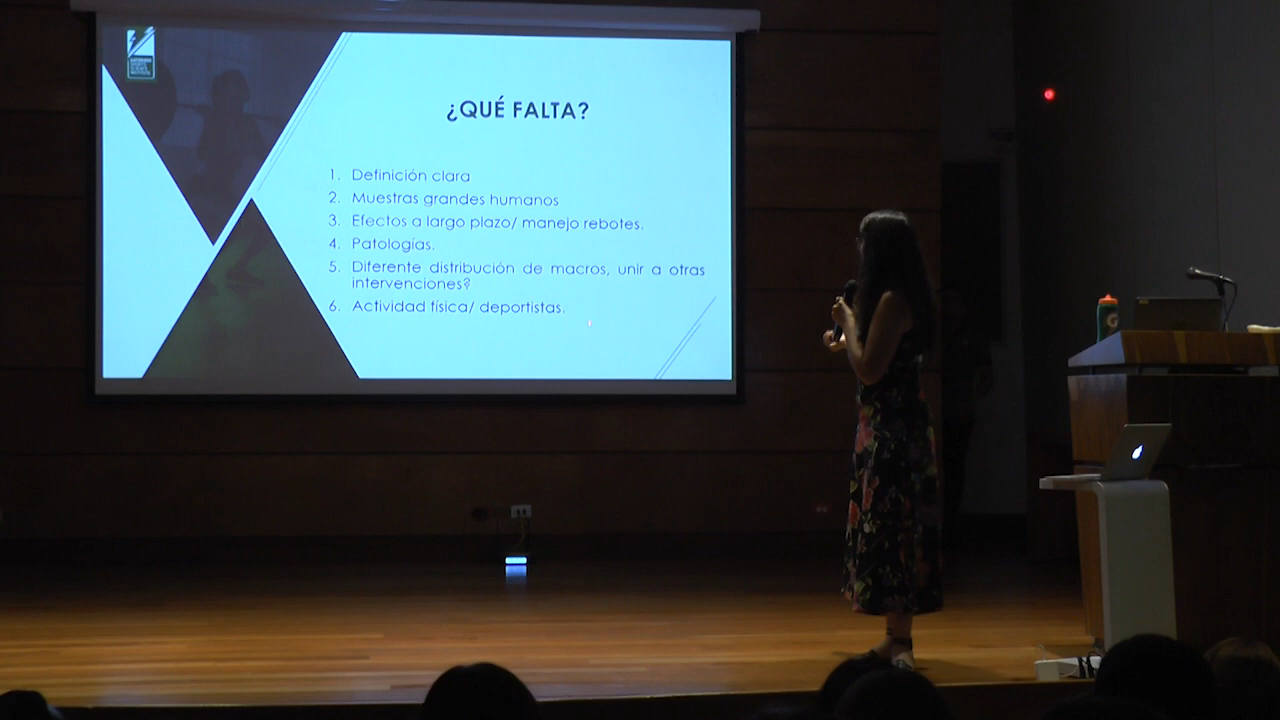 ¿QUÉ FALTA?
1. Definición clara
2. Muestras grandes humanos
3. Efectos a largo plazo/ manejo rebotes.
4. Patologías.
5. Diferente distribución de macros, unir a otras
intervenciones?
6. Actividad física/ deportistas.